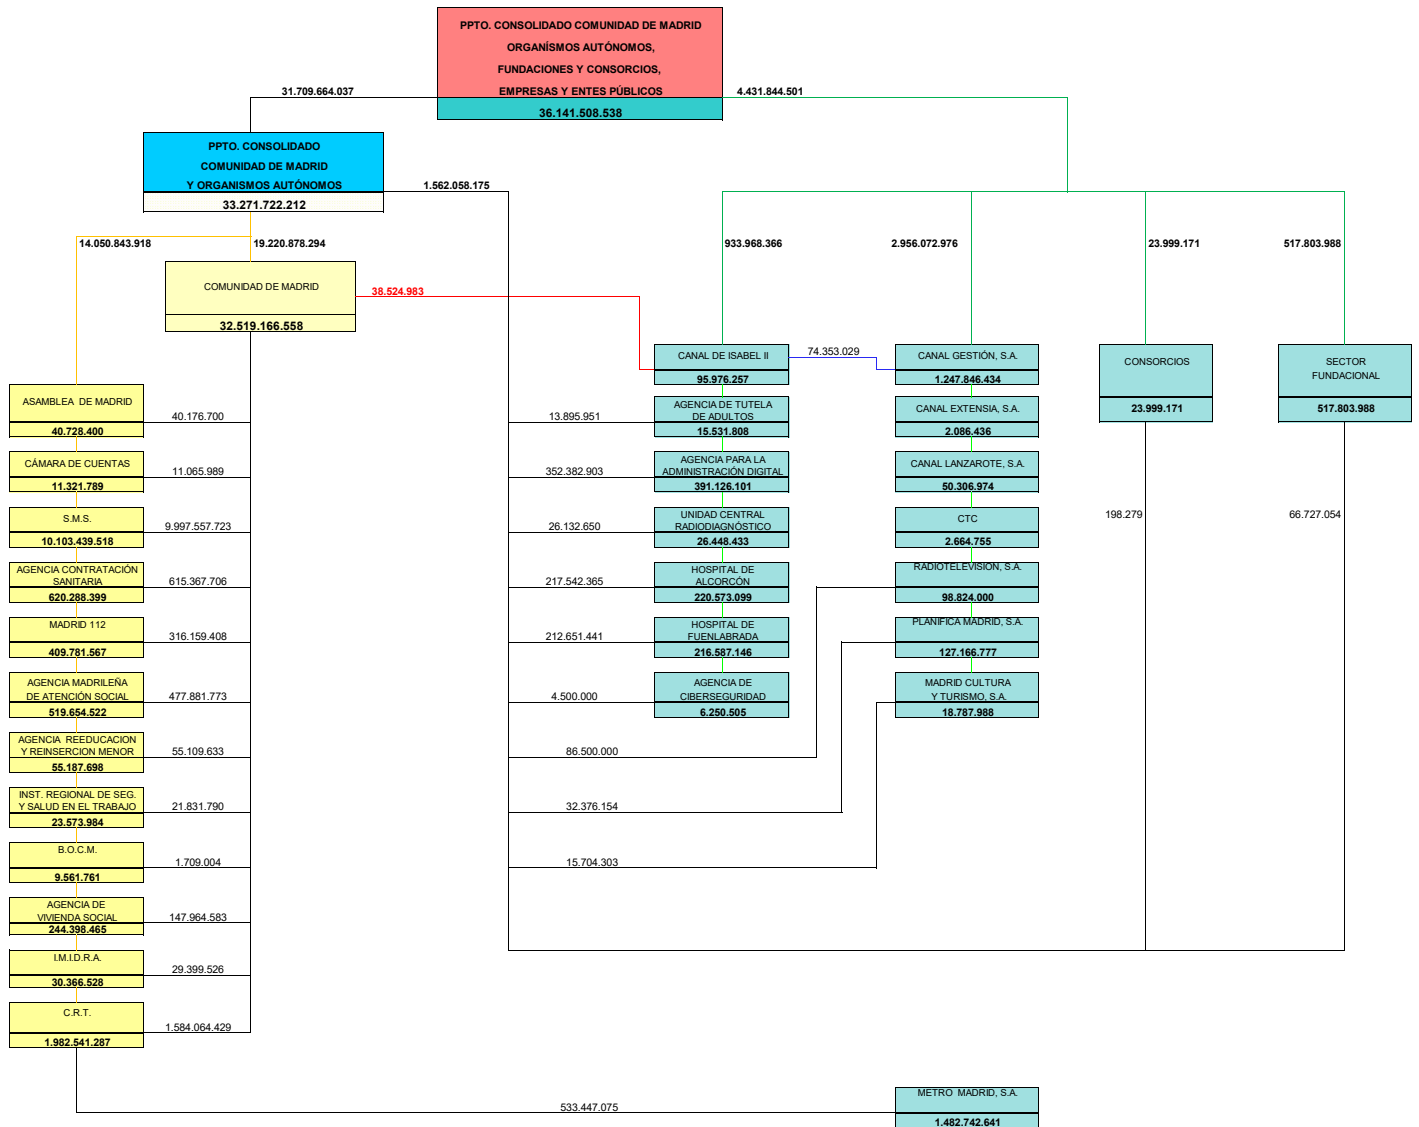 PPTO. CONSOLIDADO COMUNIDAD DE MADRID
ORGANÍSMOS AUTÓNOMOS,
FUNDACIONES Y CONSORCIOS,
EMPRESAS Y ENTES PÚBLICOS
36.141.508.538
31.709.664.037
4.431.844.501
PPTO. CONSOLIDADO
COMUNIDAD DE MADRID
Y ORGANISMOS AUTÓNOMOS
33.271.722.212
1.562.058.175
14.050.843.918
19.220.878.294
933.968.366
2.956.072.976
23.999.171
517.803.988
COMUNIDAD DE MADRID
32.519.166.558
38.524.983
ASAMBLEA DE MADRID
40.728.400
40.176.700
CÁMARA DE CUENTAS
11.321.789
11.065.989
S.M.S.
10.103.439.518
9.997.557.723
AGENCIA CONTRATACIÓN
SANITARIA
620.288.399
615.367.706
MADRID 112
409.781.567
316.159.408
AGENCIA MADRILEÑA
DE ATENCIÓN SOCIAL
519.654.522
477.881.773
AGENCIA REEDUCACION
Y REINSERCION MENOR
55.187.698
55.109.633
INST. REGIONAL DE SEG.
Y SALUD EN EL TRABAJO
23.573.984
21.831.790
B.O.C.M.
9.561.761
1.709.004
AGENCIA DE
VIVIENDA SOCIAL
244.398.465
147.964.583
I.M.I.D.R.A.
30.366.528
29.399.526
C.R.T.
1.982.541.287
1.584.064.429
CANAL DE ISABEL II
95.976.257
74.353.029
13.895.951
AGENCIA DE TUTELA
DE ADULTOS
15.531.808
352.382.903
AGENCIA PARA LA
ADMINISTRACIÓN DIGITAL
391.126.101
26.132.650
UNIDAD CENTRAL
RADIODIAGNÓSTICO
26.448.433
217.542.365
HOSPITAL DE
ALCORCÓN
220.573.099
212.651.441
HOSPITAL DE
FUENLABRADA
216.587.146
4.500.000
AGENCIA DE
CIBERSEGURIDAD
6.250.505
86.500.000
32.376.154
15.704.303
CANAL GESTIÓN, S.A.
1.247.846.434
CANAL EXTENSIA, S.A.
2.086.436
CANAL LANZAROTE, S.A.
50.306.974
CTC
2.664.755
RADIOTELEVISIÓN, S.A.
98.824.000
PLANIFICA MADRID, S.A.
127.166.777
MADRID CULTURA
Y TURISMO, S.A.
18.787.988
CONSORCIOS
23.999.171
198.279
SECTOR
FUNDACIONAL
517.803.988
66.727.054
533.447.075
METRO MADRID, S.A.
1.482.742.641